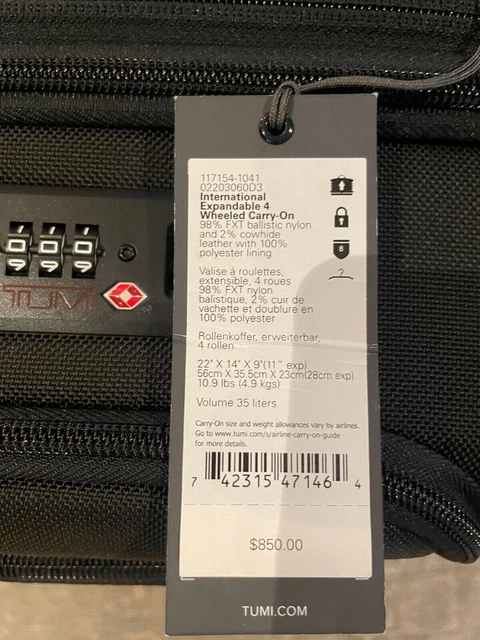 117154-1041
02203060D3
International
Expandable 4
Wheeled Carry-On
98% FXT ballistic nylon
and 2% cowhide
leather with 100%
polyester lining
Valise à roulettes,
extensible, 4 roues
98% FXT nylon
balistique, 2% cuir de
vachette et doublure en
100% polyester
Rollenkoffer, erweiterbar,
4 rollen
22" X 14" X 9"(11" exp)
56cm X 35.5cm X 23cm(28cm exp)
10.9 lbs (4.9 kgs)
Volume 35 liters
Carry-On size and weight allowances vary by airlines.
Go to www.tumi.com/s/airline-carry-on-guide
for more details.
7 42315 47146 4
$850.00
TUMI.COM
8
?
0 0 0
TUMI